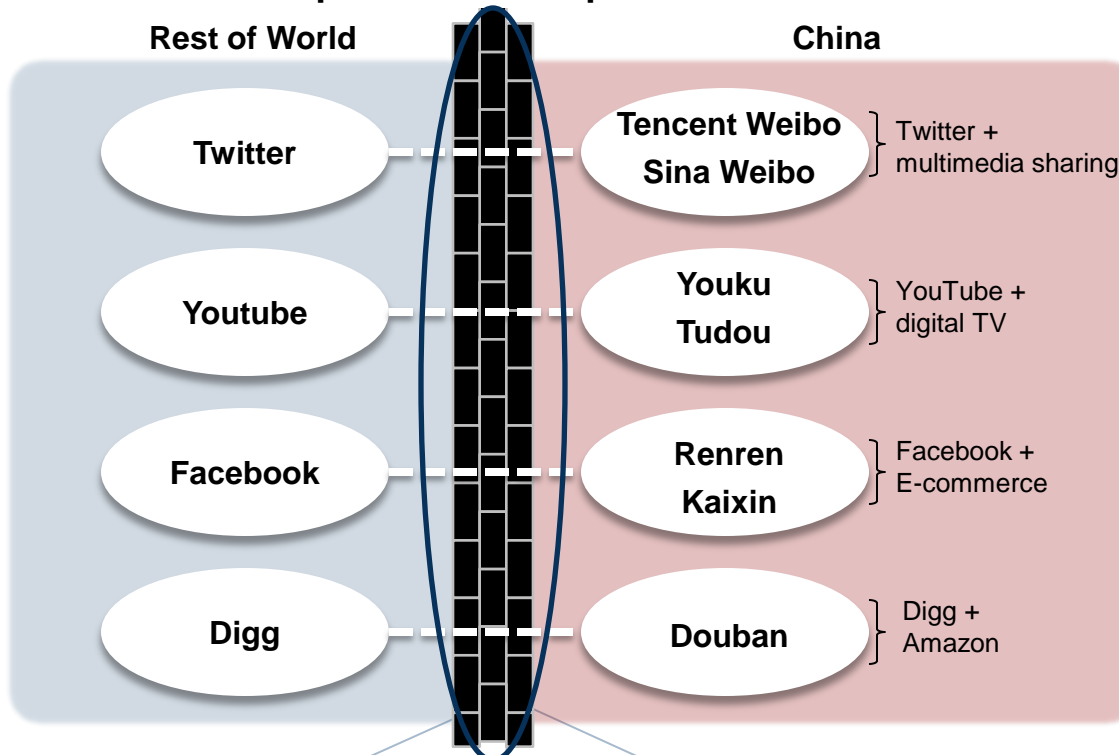 Rest of World
China
Twitter
Tencent Weibo
Sina Weibo
Twitter +
multimedia sharing
Youtube
Youku
Tudou
YouTube +
digital TV
Facebook
Renren
Kaixin
Facebook +
E-commerce
Digg
Douban
Digg +
Amazon